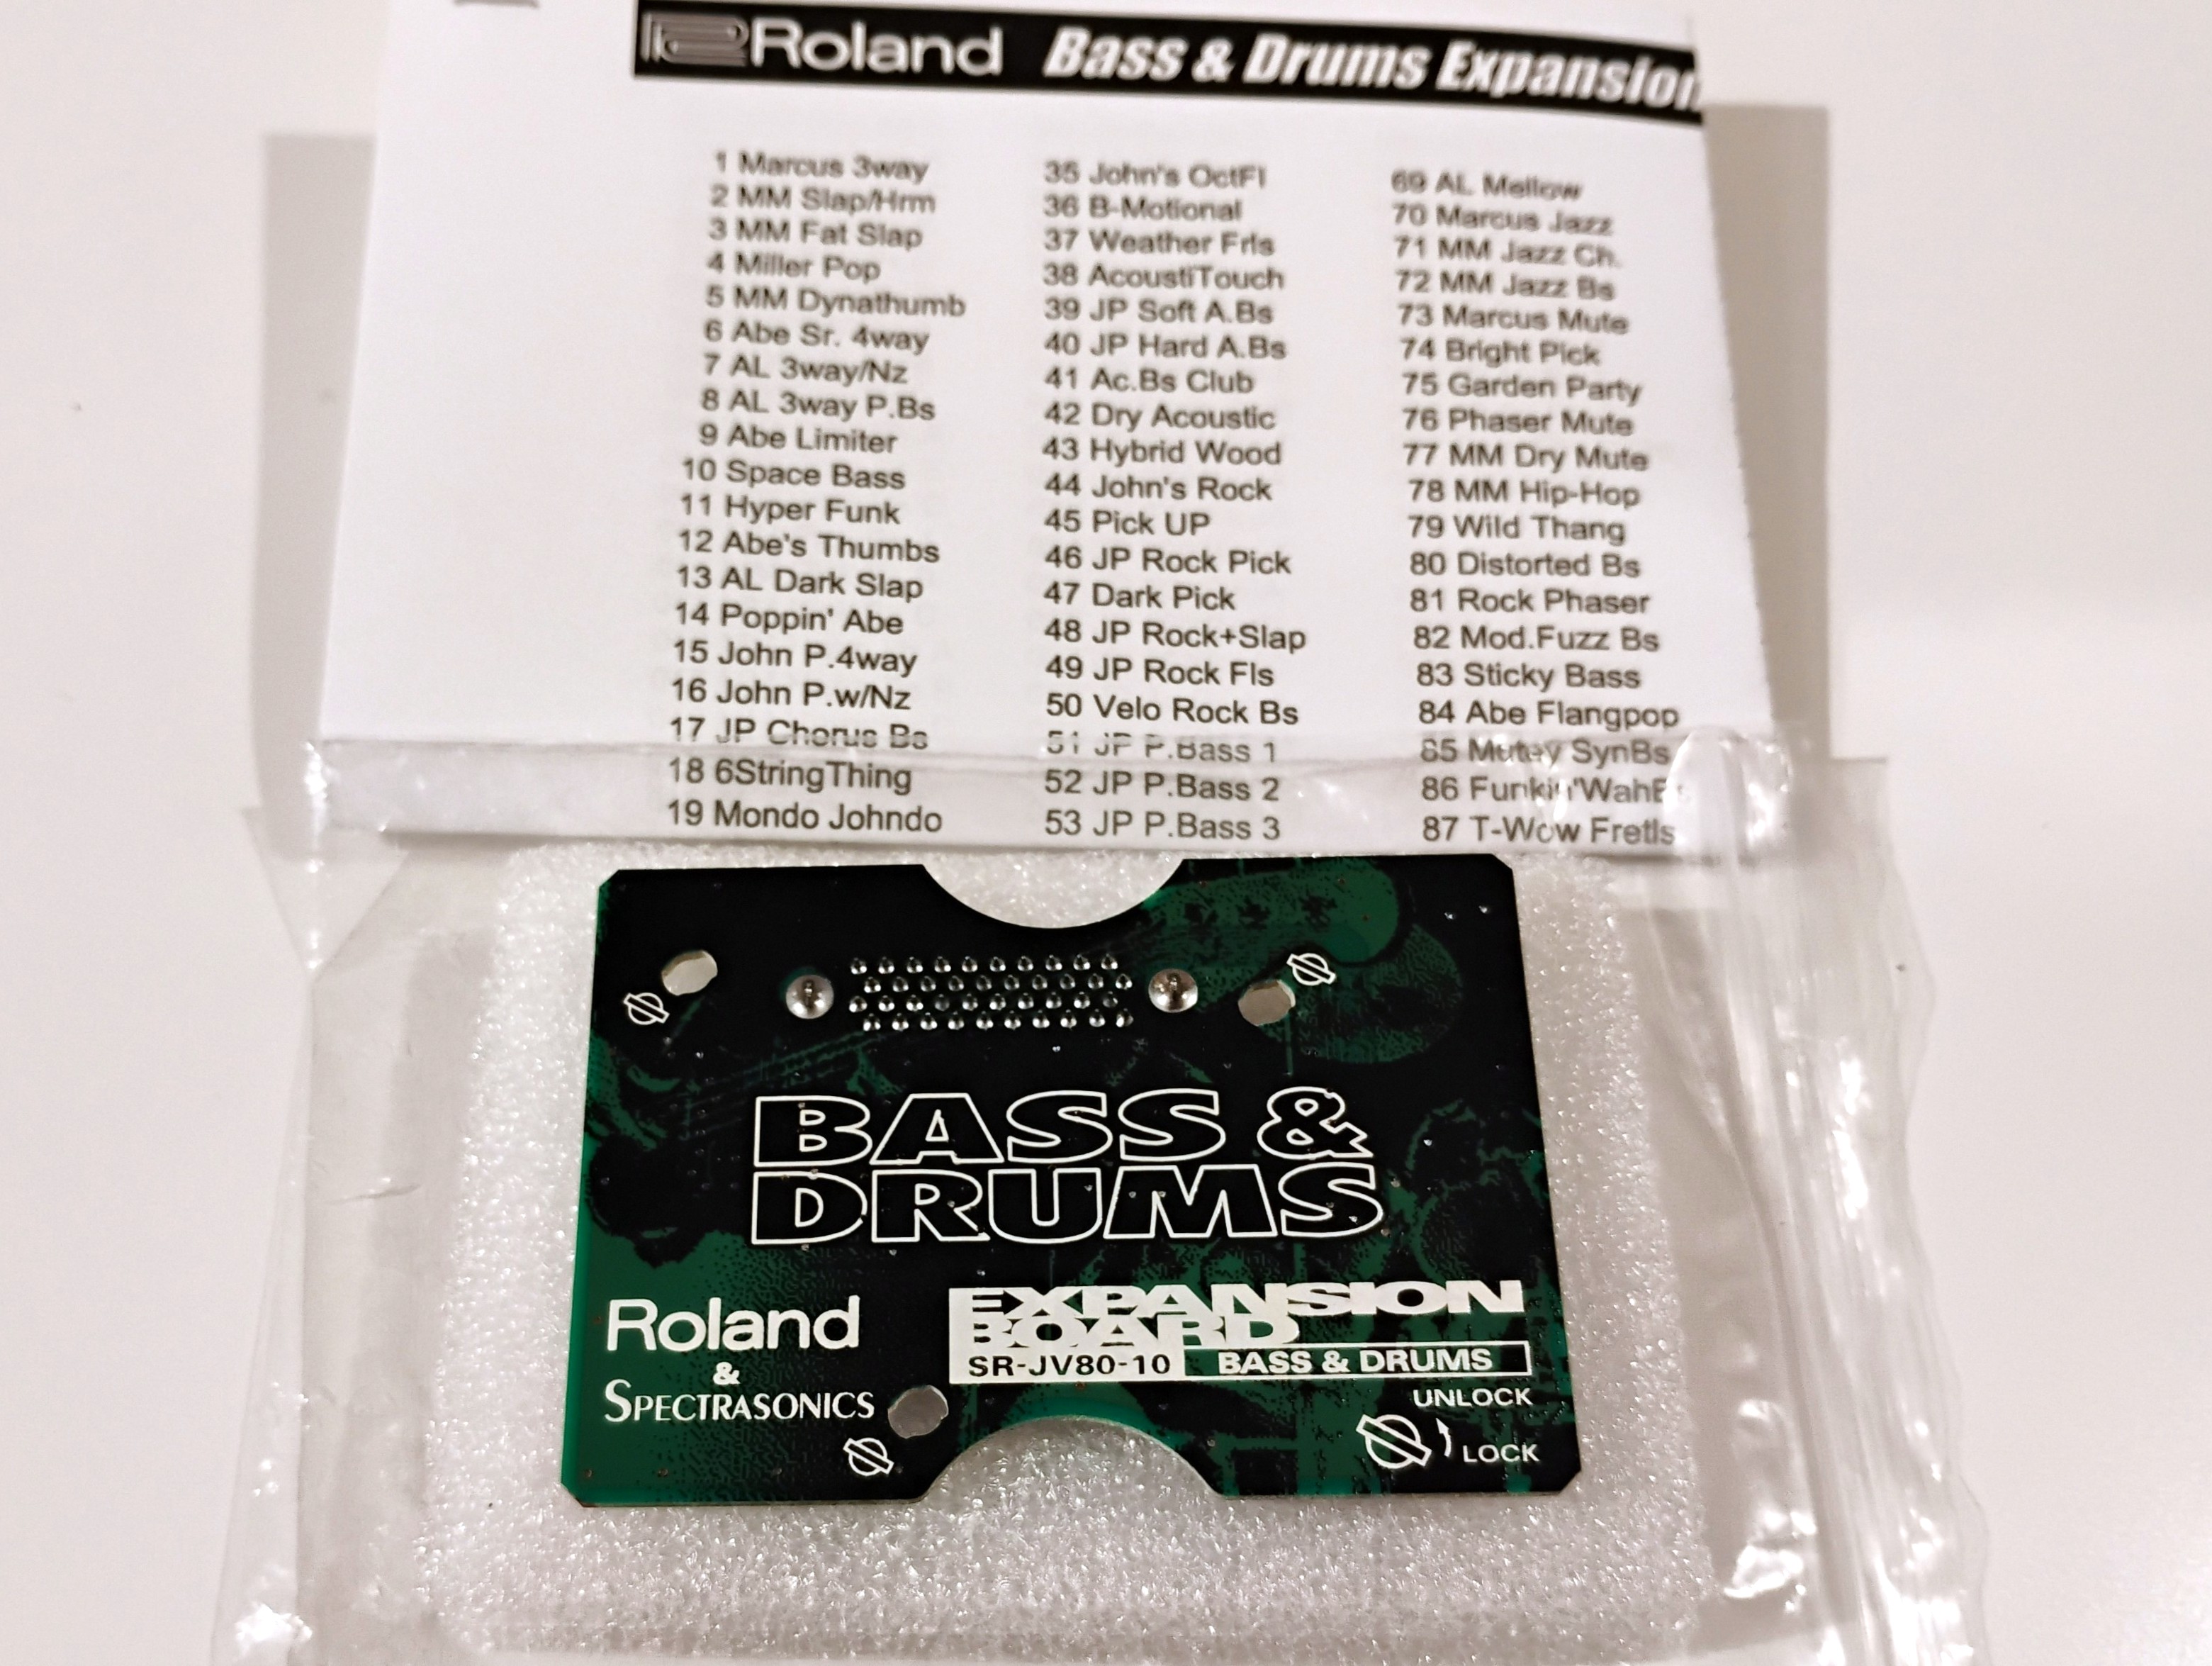 Roland Bass & Drums Expansion
1 Marcus 3way
2 MM Slap/Hrm
3 MM Fat Slap
4 Miller Pop
5 MM Dynathumb
6 Abe Sr. 4way
7 AL 3way/Nz
8 AL 3way P.Bs
9 Abe Limiter
10 Space Bass
11 Hyper Funk
12 Abe's Thumbs
13 AL Dark Slap
14 Poppin' Abe
15 John P.4way
16 John P.w/Nz
17 JP Chorus Bs
18 6StringThing
19 Mondo Johndo
35 John's OctFl
36 B-Motional
37 Weather Frls
38 AcoustiTouch
39 JP Soft A.Bs
40 JP Hard A.Bs
41 Ac.Bs Club
42 Dry Acoustic
43 Hybrid Wood
44 John's Rock
45 Pick UP
46 JP Rock Pick
47 Dark Pick
48 JP Rock+Slap
49 JP Rock Fls
50 Velo Rock Bs
51 JP P.Bass 1
52 JP P.Bass 2
53 JP P.Bass 3
69 AL Mellow
70 Marcus Jazz
71 MM Jazz Ch.
72 MM Jazz Bs
73 Marcus Mute
74 Bright Pick
75 Garden Party
76 Phaser Mute
77 MM Dry Mute
78 MM Hip-Hop
79 Wild Thang
80 Distorted Bs
81 Rock Phaser
82 Mod.Fuzz Bs
83 Sticky Bass
84 Abe Flangpop
85 Mutey SynBs
86
87 T-Wow Fretls
BASS &
DRUMS
Roland
&
SPECTRASONICS
EXPANSION
BOARD
SR-JV80-10 BASS & DRUMS
UNLOCK
LOCK